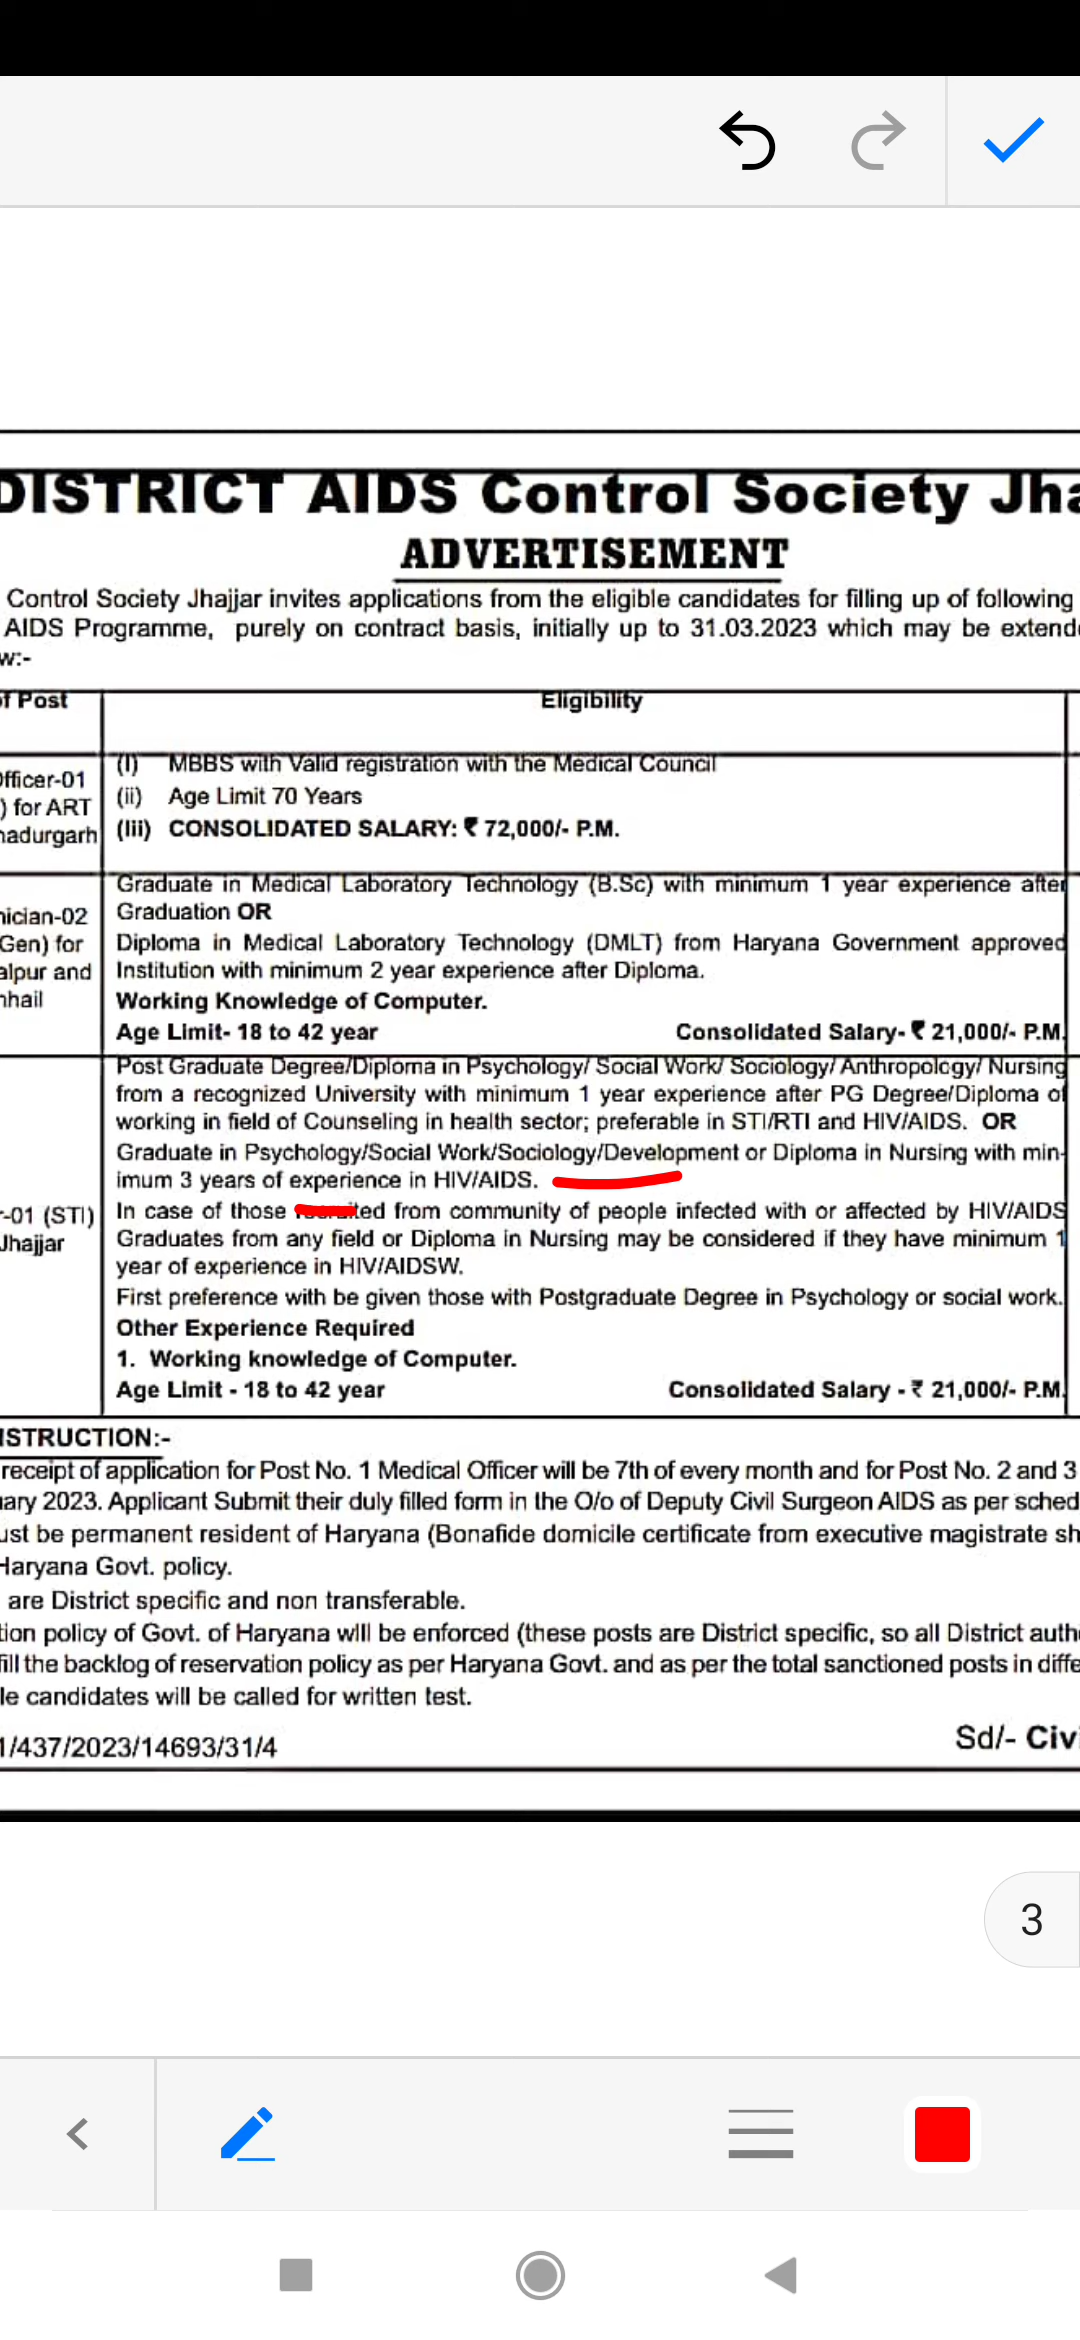 DISTRICT AIDS Control Society Jha
ADVERTISEMENT
Control Society Jhajjar invites applications from the eligible candidates for filling up of following
AIDS Programme, purely on contract basis, initially up to 31.03.2023 which may be extend
w:-
of Post Eligibility
(I) MBBS with Valid registration with the Medical Council
Officer-01
) for ART
hadurgarh
(ii) Age Limit 70 Years
(Iii) CONSOLIDATED SALARY: ₹ 72,000/- P.M.
Graduate in Medical Laboratory Technology (B.Sc) with minimum 1 year experience after
Graduation OR
nician-02
Gen) for
alpur and
nhail
Diploma in Medical Laboratory Technology (DMLT) from Haryana Government approved
Institution with minimum 2 year experience after Diploma.
Working Knowledge of Computer.
Age Limit- 18 to 42 year Consolidated Salary- ₹ 21,000/- P.M.
Post Graduate Degree/Diploma in Psychology/ Social Work/ Sociology/ Anthropology/ Nursing
from a recognized University with minimum 1 year experience after PG Degree/Diploma of
working in field of Counseling in health sector; preferable in STI/RTI and HIV/AIDS. OR
Graduate in Psychology/Social Work/Sociology/Development or Diploma in Nursing with min-
imum 3 years of experience in HIV/AIDS.
r-01 (STI)
Jhajjar
In case of those from community of people infected with or affected by HIV/AIDS
Graduates from any field or Diploma in Nursing may be considered if they have minimum 1
year of experience in HIV/AIDSW.
First preference with be given those with Postgraduate Degree in Psychology or social work.
Other Experience Required
1. Working knowledge of Computer.
Age Limit - 18 to 42 year Consolidated Salary - ₹ 21,000/- P.M.
NSTRUCTION:-
receipt of application for Post No. 1 Medical Officer will be 7th of every month and for Post No. 2 and 3
uary 2023. Applicant Submit their duly filled form in the O/o of Deputy Civil Surgeon AIDS as per sched
ust be permanent resident of Haryana (Bonafide domicile certificate from executive magistrate sh
Haryana Govt. policy.
are District specific and non transferable.
tion policy of Govt. of Haryana will be enforced (these posts are District specific, so all District auth
fill the backlog of reservation policy as per Haryana Govt. and as per the total sanctioned posts in diffe
le candidates will be called for written test.
1/437/2023/14693/31/4 Sd/- Civi
3